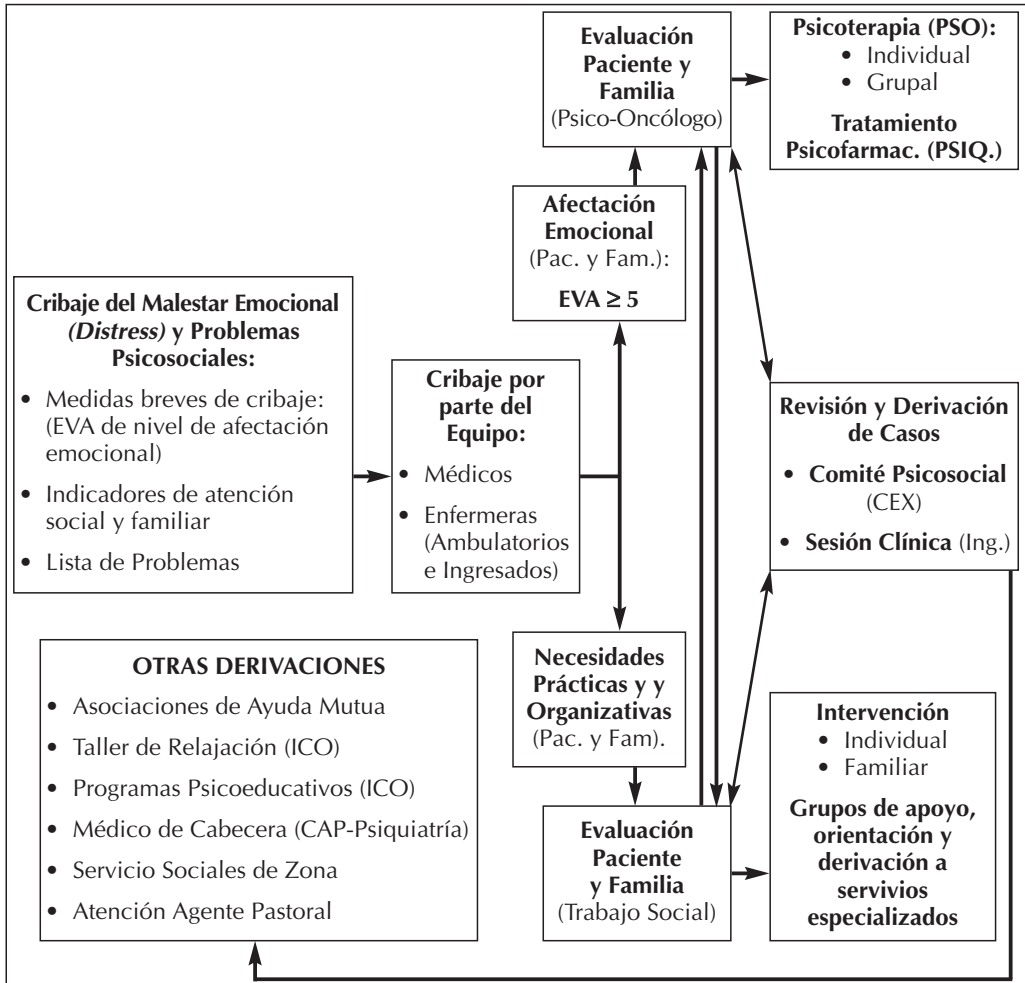 Evaluación
Paciente y
Familia
(Psico-Oncólogo)
Psicoterapia (PSO):
• Individual
• Grupal
Tratamiento
Psicofarmac. (PSIQ.)
Afectación
Emocional
(Pac. y Fam.):
EVA ≥ 5
Cribaje del Malestar Emocional
(Distress) y Problemas
Psicosociales:
• Medidas breves de cribaje:
(EVA de nivel de afectación
emocional)
• Indicadores de atención
social y familiar
• Lista de Problemas
Cribaje por
parte del
Equipo:
• Médicos
• Enfermeras
(Ambulatorios
e Ingresados)
Revisión y Derivación
de Casos
• Comité Psicosocial
(CEX)
• Sesión Clínica (Ing.)
OTRAS DERIVACIONES
• Asociaciones de Ayuda Mutua
• Taller de Relajación (ICO)
• Programas Psicoeducativos (ICO)
• Médico de Cabecera (CAP-Psiquiatría)
• Servicio Sociales de Zona
• Atención Agente Pastoral
Necesidades
Prácticas y y
Organizativas
(Pac. y Fam).
Evaluación
Paciente
y Familia
(Trabajo Social)
Intervención
• Individual
• Familiar
Grupos de apoyo,
orientación y
derivación a
servivios
especializados